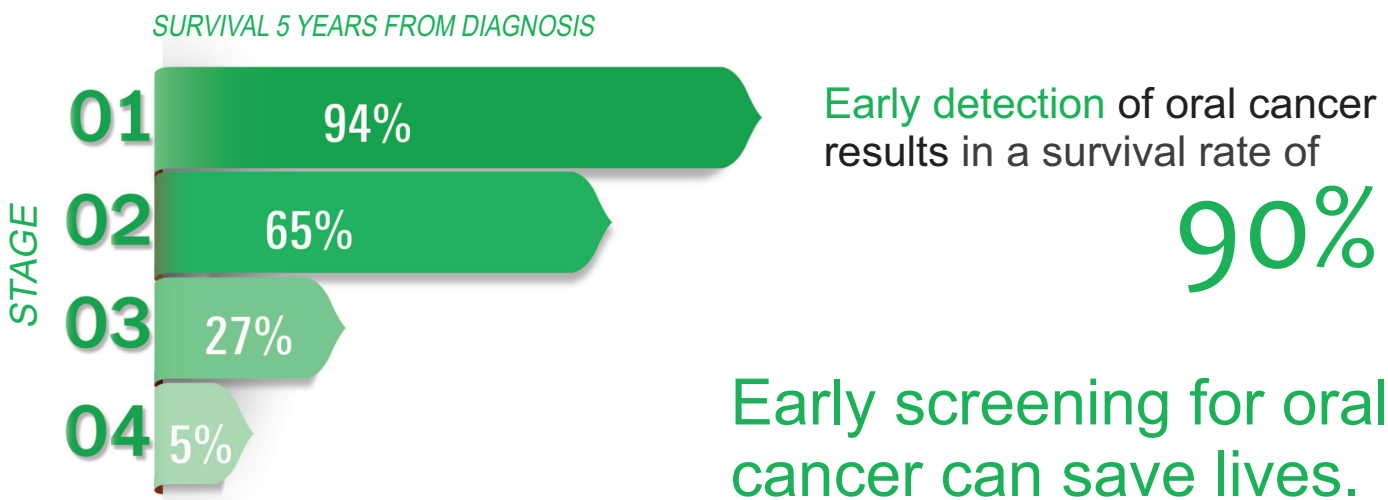 SURVIVAL 5 YEARS FROM DIAGNOSIS
STAGE
01
94%
02
65%
03
27%
04
5%
Early detection of oral cancer
results in a survival rate of
90%
Early screening for oral
cancer can save lives.